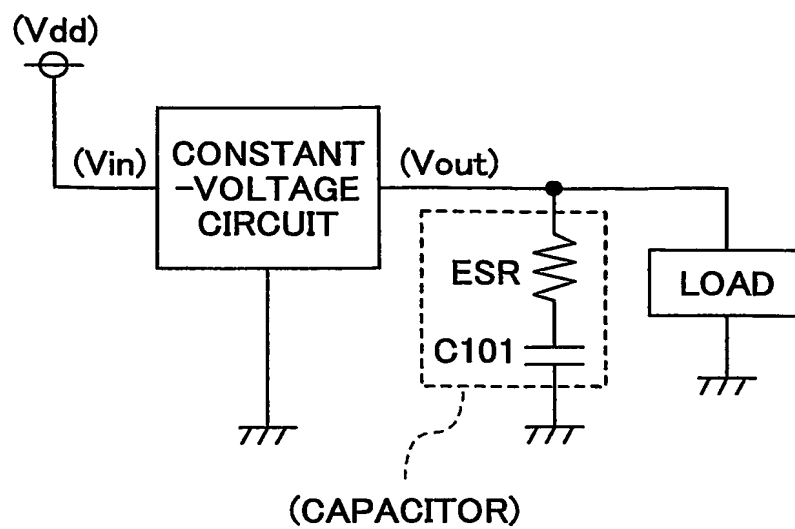 (Vdd)
(Vin)
CONSTANT
-VOLTAGE
CIRCUIT
(Vout)
ESR
C101
LOAD
(CAPACITOR)